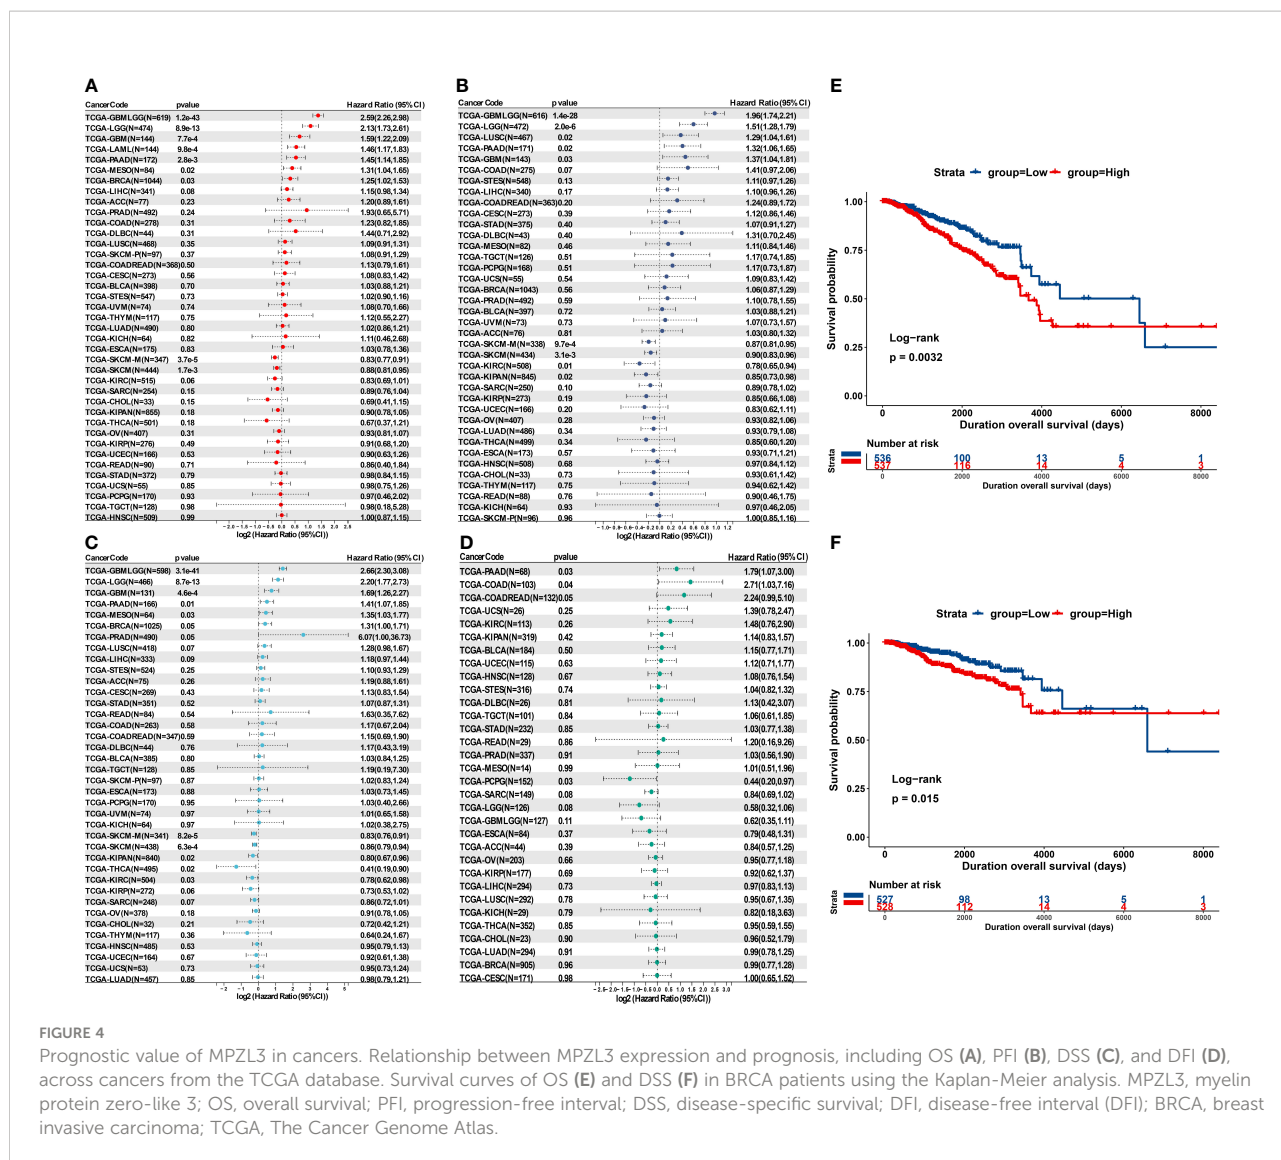 A
CancerCode pvalue Hazard Ratio (95%CI)
TCGA-GBMLGG(N=619) 1.2e-43 2.59(2.26,2.98)
TCGA-LGG(N=474) 8.9e-13 2.13(1.73,2.61)
TCGA-GBM(N=144) 7.7e-4 1.59(1.22,2.09)
TCGA-LAML(N=144) 9.8e-4 1.46(1.17,1.83)
TCGA-PAAD(N=172) 2.8e-3 1.45(1.14,1.85)
TCGA-MESO(N=84) 0.02 1.31(1.04,1.65)
TCGA-BRCA(N=1044) 0.03 1.25(1.02,1.53)
TCGA-LIHC(N=341) 0.08 1.15(0.98,1.34)
TCGA-ACC(N=77) 0.23 1.20(0.89,1.61)
TCGA-PRAD(N=492) 0.24 1.93(0.65,5.71)
TCGA-COAD(N=278) 0.31 1.23(0.82,1.85)
TCGA-DLBC(N=44) 0.31 1.44(0.71,2.92)
TCGA-LUSC(N=468) 0.35 1.09(0.91,1.31)
TCGA-SKCM-P(N=97) 0.37 1.08(0.91,1.29)
TCGA-COADREAD(N=368) 0.50 1.13(0.79,1.61)
TCGA-CESC(N=273) 0.56 1.08(0.83,1.42)
TCGA-BLCA(N=398) 0.70 1.03(0.88,1.21)
TCGA-STES(N=547) 0.73 1.02(0.90,1.16)
TCGA-UVM(N=74) 0.74 1.08(0.70,1.66)
TCGA-THYM(N=117) 0.75 1.12(0.55,2.27)
TCGA-LUAD(N=490) 0.80 1.02(0.86,1.21)
TCGA-KICH(N=64) 0.82 1.11(0.46,2.68)
TCGA-ESCA(N=175) 0.83 1.03(0.78,1.36)
TCGA-SKCM-M(N=347) 3.7e-5 0.83(0.77,0.91)
TCGA-SKCM(N=444) 1.7e-3 0.88(0.81,0.95)
TCGA-KIRC(N=515) 0.06 0.83(0.69,1.01)
TCGA-SARC(N=254) 0.15 0.89(0.76,1.04)
TCGA-CHOL(N=33) 0.15 0.69(0.41,1.15)
TCGA-KIPAN(N=855) 0.18 0.90(0.78,1.05)
TCGA-THCA(N=501) 0.18 0.67(0.37,1.21)
TCGA-OV(N=407) 0.31 0.93(0.81,1.07)
TCGA-KIRP(N=276) 0.49 0.91(0.68,1.20)
TCGA-UCEC(N=166) 0.53 0.90(0.63,1.26)
TCGA-READ(N=90) 0.71 0.86(0.40,1.84)
TCGA-STAD(N=372) 0.79 0.98(0.84,1.15)
TCGA-UCS(N=55) 0.85 0.98(0.75,1.26)
TCGA-PCPG(N=170) 0.93 0.97(0.46,2.02)
TCGA-TGCT(N=128) 0.98 0.98(0.18,5.28)
TCGA-HNSC(N=509) 0.99 1.00(0.87,1.15)
−2.0 −1.0 0.0 0.5 1.0 1.5 2.0 2.5
log2 (Hazard Ratio (95%CI))
B
CancerCode p value Hazard Ratio (95%CI)
TCGA-GBMLGG(N=616) 1.4e-28 1.96(1.74,2.21)
TCGA-LGG(N=472) 2.0e-6 1.51(1.28,1.79)
TCGA-LUSC(N=467) 0.02 1.29(1.04,1.61)
TCGA-PAAD(N=171) 0.02 1.32(1.06,1.65)
TCGA-GBM(N=143) 0.03 1.37(1.04,1.81)
TCGA-COAD(N=275) 0.07 1.41(0.97,2.06)
TCGA-STES(N=548) 0.13 1.11(0.97,1.26)
TCGA-LIHC(N=340) 0.17 1.10(0.96,1.26)
TCGA-COADREAD(N=363) 0.20 1.24(0.89,1.72)
TCGA-CESC(N=273) 0.39 1.12(0.86,1.46)
TCGA-STAD(N=375) 0.40 1.07(0.91,1.27)
TCGA-DLBC(N=43) 0.40 1.31(0.70,2.45)
TCGA-MESO(N=82) 0.46 1.11(0.84,1.46)
TCGA-TGCT(N=126) 0.51 1.17(0.74,1.85)
TCGA-PCPG(N=168) 0.51 1.17(0.73,1.87)
TCGA-UCS(N=55) 0.54 1.09(0.83,1.42)
TCGA-BRCA(N=1043) 0.56 1.06(0.87,1.29)
TCGA-PRAD(N=492) 0.59 1.10(0.78,1.55)
TCGA-BLCA(N=397) 0.72 1.03(0.88,1.21)
TCGA-UVM(N=73) 0.73 1.07(0.73,1.57)
TCGA-ACC(N=76) 0.81 1.03(0.80,1.32)
TCGA-SKCM-M(N=338) 9.7e-4 0.87(0.81,0.95)
TCGA-SKCM(N=434) 3.1e-3 0.90(0.83,0.96)
TCGA-KIRC(N=508) 0.01 0.78(0.65,0.94)
TCGA-KIPAN(N=845) 0.02 0.85(0.73,0.98)
TCGA-SARC(N=250) 0.10 0.89(0.78,1.02)
TCGA-KIRP(N=273) 0.19 0.85(0.66,1.08)
TCGA-UCEC(N=166) 0.20 0.83(0.62,1.11)
TCGA-OV(N=407) 0.28 0.93(0.82,1.06)
TCGA-LUAD(N=486) 0.34 0.93(0.79,1.08)
TCGA-THCA(N=499) 0.34 0.85(0.60,1.20)
TCGA-ESCA(N=173) 0.57 0.93(0.71,1.21)
TCGA-HNSC(N=508) 0.68 0.97(0.84,1.12)
TCGA-CHOL(N=33) 0.73 0.93(0.61,1.42)
TCGA-THYM(N=117) 0.75 0.94(0.62,1.42)
TCGA-READ(N=88) 0.76 0.90(0.46,1.75)
TCGA-KICH(N=64) 0.93 0.97(0.46,2.05)
TCGA-SKCM-P(N=96) 0.96 1.00(0.85,1.16)
−1.0 −0.8 −0.6 −0.4 −0.2 0.0 0.2 0.4 0.6 0.8 1.0 1.2
log2 (Hazard Ratio (95%CI))
C
CancerCode p value Hazard Ratio (95% CI)
TCGA-GBMLGG(N=598) 3.1e-41 2.66(2.30,3.08)
TCGA-LGG(N=466) 8.7e-13 2.20(1.77,2.73)
TCGA-GBM(N=131) 4.6e-4 1.69(1.26,2.27)
TCGA-PAAD(N=166) 0.01 1.41(1.07,1.85)
TCGA-MESO(N=64) 0.03 1.35(1.03,1.77)
TCGA-BRCA(N=1025) 0.05 1.31(1.00,1.71)
TCGA-PRAD(N=490) 0.05 6.07(1.00,36.73)
TCGA-LUSC(N=418) 0.07 1.28(0.98,1.67)
TCGA-LIHC(N=333) 0.09 1.18(0.97,1.44)
TCGA-STES(N=524) 0.25 1.10(0.93,1.29)
TCGA-ACC(N=75) 0.26 1.19(0.88,1.61)
TCGA-CESC(N=269) 0.43 1.13(0.83,1.54)
TCGA-STAD(N=351) 0.52 1.07(0.87,1.31)
TCGA-READ(N=84) 0.54 1.63(0.35,7.62)
TCGA-COAD(N=263) 0.58 1.17(0.67,2.04)
TCGA-COADREAD(N=347) 0.59 1.15(0.69,1.90)
TCGA-DLBC(N=44) 0.76 1.17(0.43,3.19)
TCGA-BLCA(N=385) 0.80 1.03(0.84,1.25)
TCGA-TGCT(N=128) 0.85 1.19(0.19,7.30)
TCGA-SKCM-P(N=97) 0.87 1.02(0.83,1.24)
TCGA-ESCA(N=173) 0.88 1.03(0.73,1.45)
TCGA-PCPG(N=170) 0.95 1.03(0.40,2.66)
TCGA-UVM(N=74) 0.97 1.01(0.65,1.58)
TCGA-KICH(N=64) 0.97 1.02(0.38,2.75)
TCGA-SKCM-M(N=341) 8.2e-5 0.83(0.76,0.91)
TCGA-SKCM(N=438) 6.3e-4 0.86(0.79,0.94)
TCGA-KIPAN(N=840) 0.02 0.80(0.67,0.96)
TCGA-THCA(N=495) 0.02 0.41(0.19,0.90)
TCGA-KIRC(N=504) 0.03 0.78(0.62,0.98)
TCGA-KIRP(N=272) 0.06 0.73(0.53,1.02)
TCGA-SARC(N=248) 0.07 0.86(0.72,1.01)
TCGA-OV(N=378) 0.18 0.91(0.78,1.05)
TCGA-CHOL(N=32) 0.21 0.72(0.42,1.21)
TCGA-THYM(N=117) 0.36 0.64(0.24,1.67)
TCGA-HNSC(N=485) 0.53 0.95(0.79,1.13)
TCGA-UCEC(N=164) 0.67 0.92(0.61,1.38)
TCGA-UCS(N=53) 0.73 0.95(0.73,1.24)
TCGA-LUAD(N=457) 0.85 0.98(0.79,1.21)
−2 −1 0 1 2 3 4 5
log2 (Hazard Ratio (95%CI))
D
CancerCode pvalue Hazard Ratio (95%CI)
TCGA-PAAD(N=68) 0.03 1.79(1.07,3.00)
TCGA-COAD(N=103) 0.04 2.71(1.03,7.16)
TCGA-COADREAD(N=132) 0.05 2.24(0.99,5.10)
TCGA-UCS(N=26) 0.25 1.39(0.78,2.47)
TCGA-KIRC(N=113) 0.26 1.48(0.76,2.90)
TCGA-KIPAN(N=319) 0.42 1.14(0.83,1.57)
TCGA-BLCA(N=184) 0.50 1.15(0.77,1.71)
TCGA-UCEC(N=115) 0.63 1.12(0.71,1.77)
TCGA-HNSC(N=128) 0.67 1.08(0.76,1.54)
TCGA-STES(N=316) 0.74 1.04(0.82,1.32)
TCGA-DLBC(N=26) 0.81 1.13(0.42,3.07)
TCGA-TGCT(N=101) 0.84 1.06(0.61,1.85)
TCGA-STAD(N=232) 0.85 1.03(0.77,1.38)
TCGA-READ(N=29) 0.86 1.20(0.16,9.26)
TCGA-PRAD(N=337) 0.91 1.03(0.56,1.90)
TCGA-MESO(N=14) 0.99 1.01(0.51,1.96)
TCGA-PCPG(N=152) 0.03 0.44(0.20,0.97)
TCGA-SARC(N=149) 0.08 0.84(0.69,1.02)
TCGA-LGG(N=126) 0.08 0.58(0.32,1.06)
TCGA-GBMLGG(N=127) 0.11 0.62(0.35,1.11)
TCGA-ESCA(N=84) 0.37 0.79(0.48,1.31)
TCGA-ACC(N=44) 0.39 0.84(0.57,1.25)
TCGA-OV(N=203) 0.66 0.95(0.77,1.18)
TCGA-KIRP(N=177) 0.69 0.92(0.62,1.37)
TCGA-LIHC(N=294) 0.73 0.97(0.83,1.13)
TCGA-LUSC(N=292) 0.78 0.95(0.67,1.35)
TCGA-KICH(N=29) 0.79 0.82(0.18,3.63)
TCGA-THCA(N=352) 0.85 0.95(0.59,1.55)
TCGA-CHOL(N=23) 0.90 0.96(0.52,1.79)
TCGA-LUAD(N=294) 0.91 0.99(0.78,1.25)
TCGA-BRCA(N=905) 0.96 0.99(0.77,1.28)
TCGA-CESC(N=171) 0.98 1.00(0.65,1.52)
−2.5 −2.0 −1.5 −1.0 −0.5 0.0 0.5 1.0 1.5 2.0 2.5 3.0
log2 (Hazard Ratio (95%CI))
E
Strata group=Low group=High
Survival probability
1.00
0.75
0.50
0.25
0.00
Log−rank
p = 0.0032
0 2000 4000 6000 8000
Duration overall survival (days)
Number at risk
Strata
536 100 13 5 1
537 116 14 4 3
0 2000 4000 6000 8000
Duration overall survival (days)
F
Strata group=Low group=High
Survival probability
1.00
0.75
0.50
0.25
0.00
Log−rank
p = 0.015
0 2000 4000 6000 8000
Duration overall survival (days)
Number at risk
Strata
527 98 13 5 1
528 112 14 4 3
0 2000 4000 6000 8000
Duration overall survival (days)
FIGURE 4
Prognostic value of MPZL3 in cancers. Relationship between MPZL3 expression and prognosis, including OS (A), PFI (B), DSS (C), and DFI (D),
across cancers from the TCGA database. Survival curves of OS (E) and DSS (F) in BRCA patients using the Kaplan-Meier analysis. MPZL3, myelin
protein zero-like 3; OS, overall survival; PFI, progression-free interval; DSS, disease-specific survival; DFI, disease-free interval (DFI); BRCA, breast
invasive carcinoma; TCGA, The Cancer Genome Atlas.